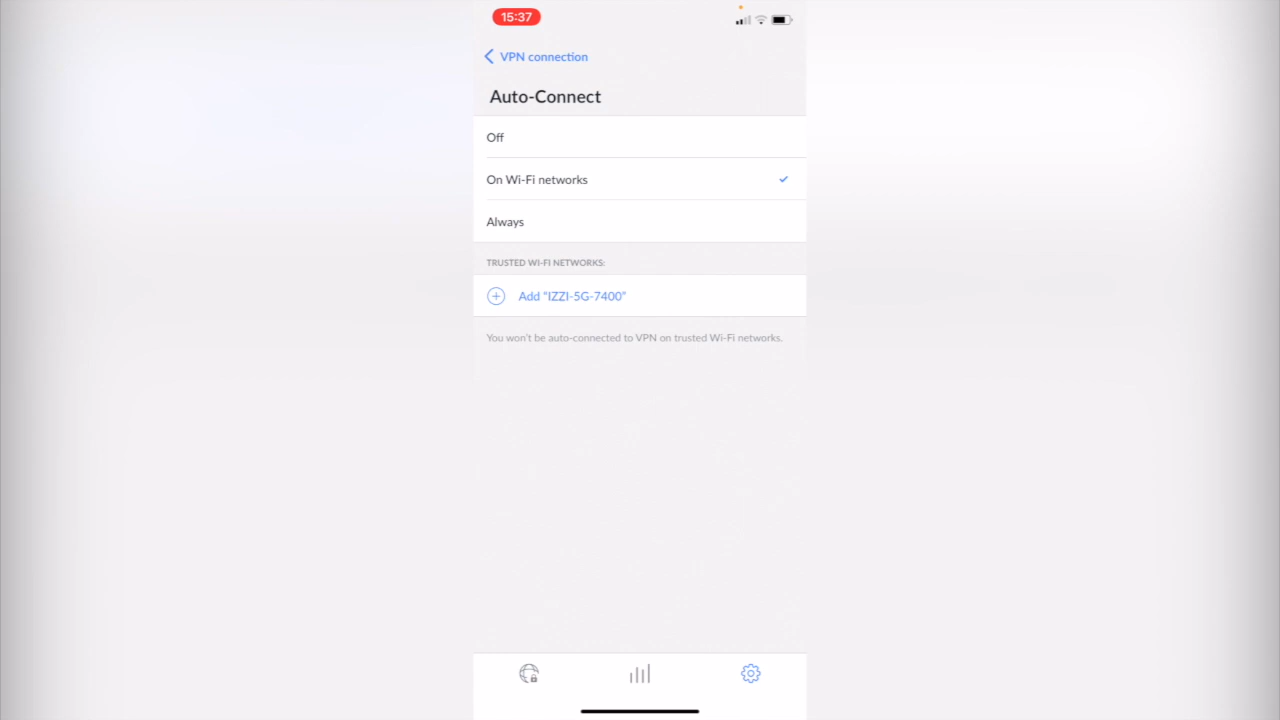 15:37
VPN connection
Auto-Connect
Off
On Wi-Fi networks
Always
TRUSTED WI-FI NETWORKS:
Add "IZZI-5G-7400"
You won't be auto-connected to VPN on trusted Wi-Fi networks.